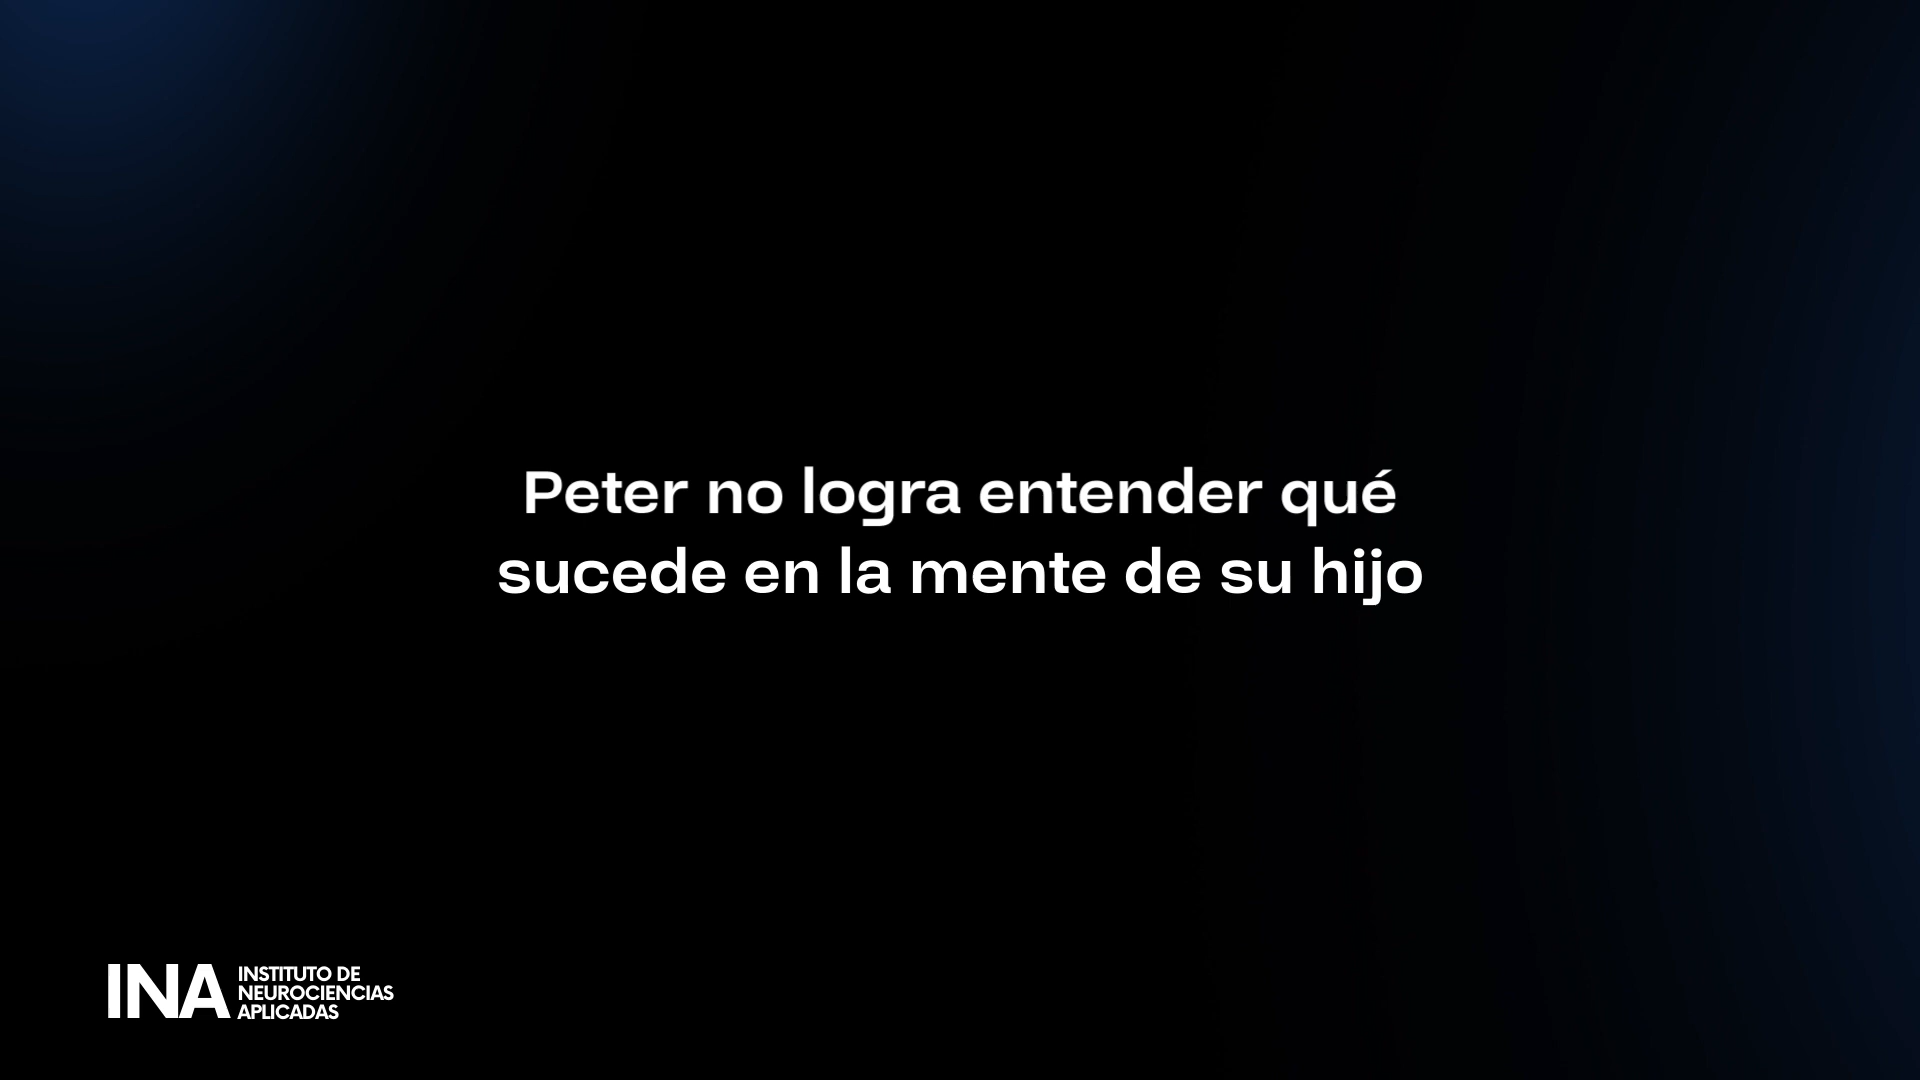 Peter no logra entender qué
sucede en la mente de su hijo
INA
INSTITUTO DE
NEUROCIENCIAS
APLICADAS